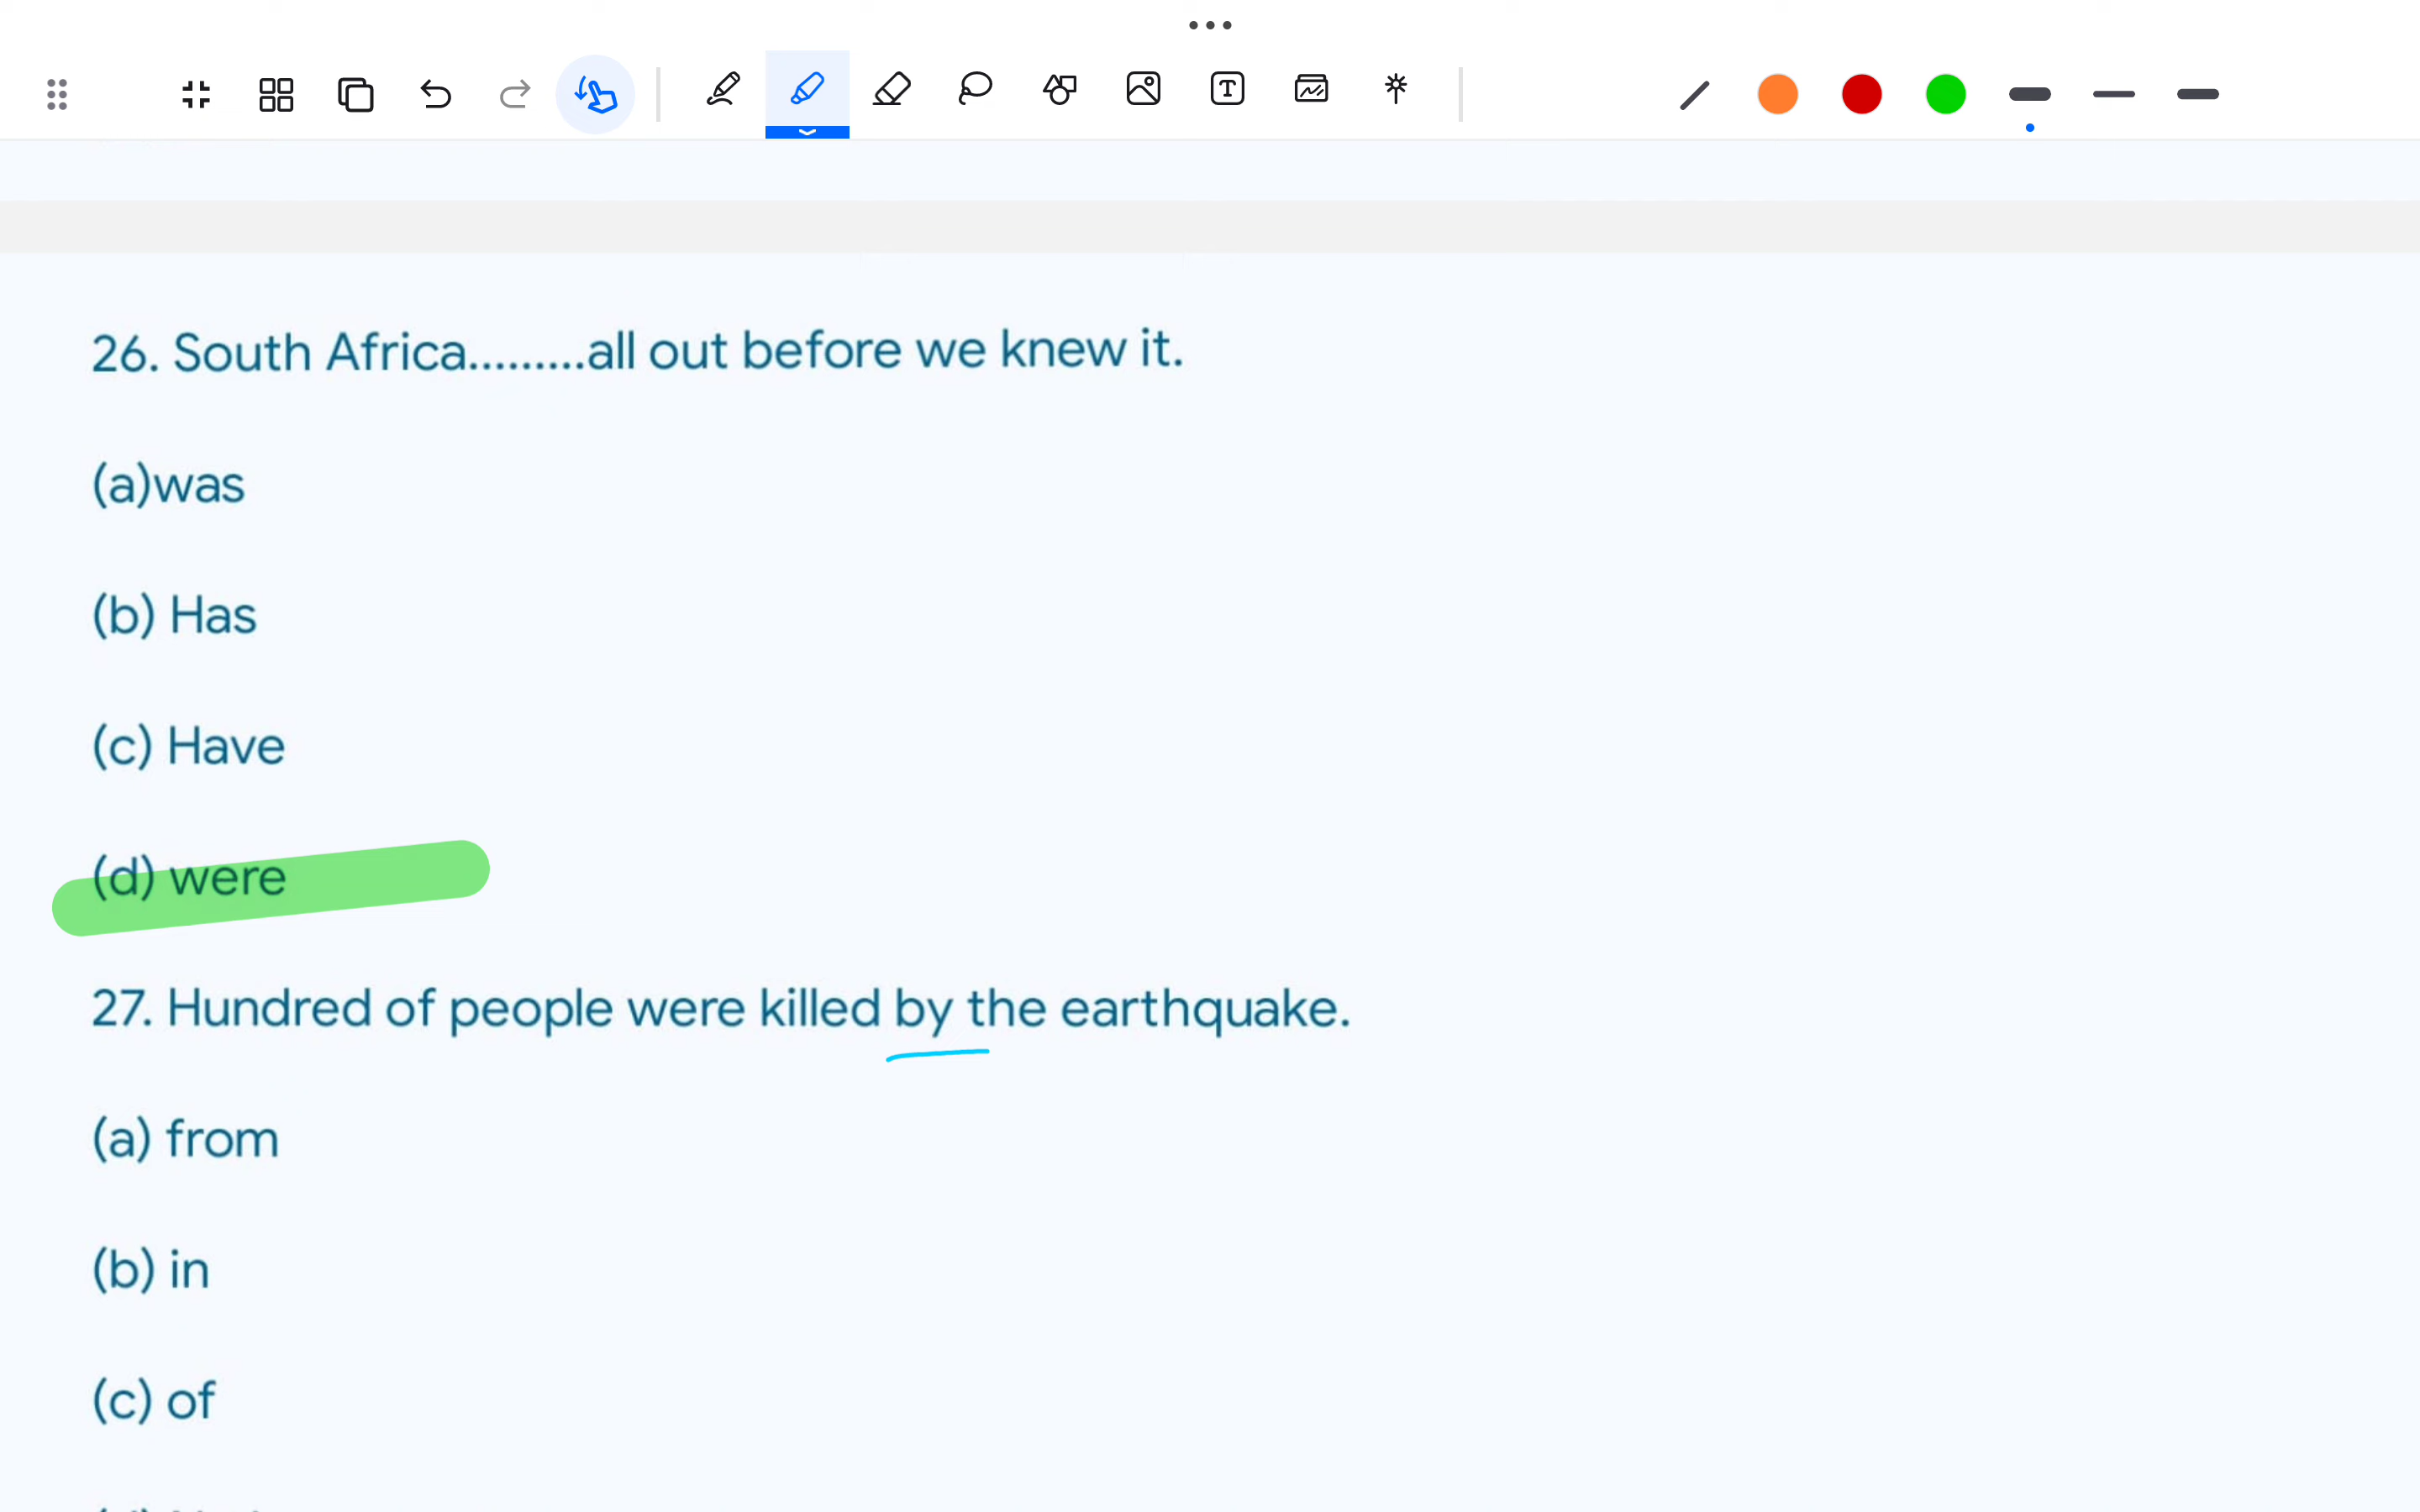 26. South Africa.........all out before we knew it.
(a)was
(b) Has
(c) Have
(d) were
27. Hundred of people were killed by the earthquake.
(a) from
(b) in
(c) of